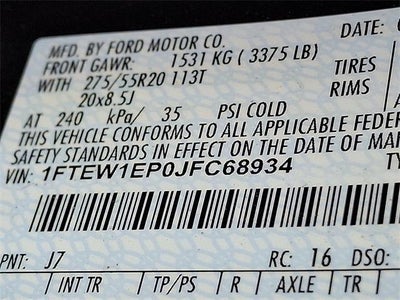 MFD. BY FORD MOTOR CO. DATE:
FRONT GAWR: 1531 KG ( 3375 LB)
WITH 275/55R20 113T TIRES
20x8.5J RIMS
AT 240 kPa/ 35 PSI COLD
THIS VEHICLE CONFORMS TO ALL APPLICABLE FEDER
SAFETY STANDARDS IN EFFECT ON THE DATE OF MA
VIN: 1FTEW1EP0JFC68934
PNT: J7 RC: 16 DSO:
INT TR TP/PS R AXLE TR